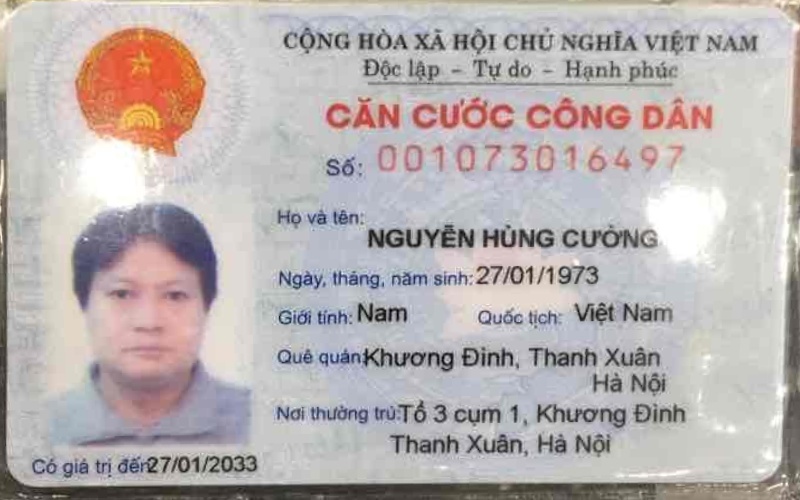 CỘNG HÒA XÃ HỘI CHỦ NGHĨA VIỆT NAM
Độc lập - Tự do - Hạnh phúc
CĂN CƯỚC CÔNG DÂN
Số: 001073016497
Họ và tên:
NGUYỄN HÙNG CƯỜNG
Ngày, tháng, năm sinh: 27/01/1973
Giới tính: Nam Quốc tịch: Việt Nam
Quê quán: Khương Đình, Thanh Xuân
Hà Nội
Nơi thường trú: Tổ 3 cụm 1, Khương Đình
Thanh Xuân, Hà Nội
Có giá trị đến 27/01/2033